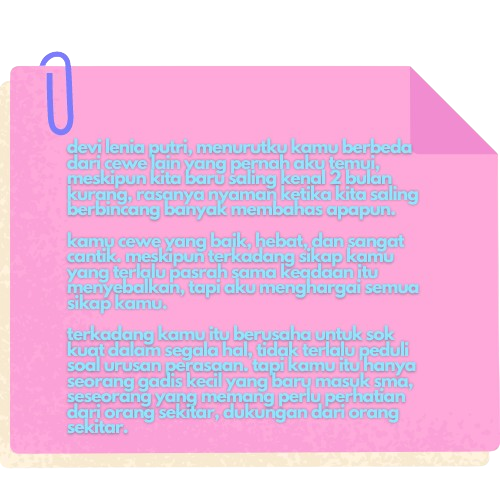 devi lenia putri, menurutku kamu berbeda
dari cewe lain yang pernah aku temui,
meskipun kita baru saling kenal 2 bulan
kurang, rasanya nyaman ketika kita saling
berbincang banyak membahas apapun.
kamu cewe yang baik, hebat, dan sangat
cantik. meskipun terkadang sikap kamu
yang terlalu pasrah sama keadaan itu
menyebalkan, tapi aku menghargai semua
sikap kamu.
terkadang kamu itu berusaha untuk sok
kuat dalam segala hal, tidak terlalu peduli
soal urusan perasaan. tapi kamu itu hanya
seorang gadis kecil yang baru masuk sma,
seseorang yang memang perlu perhatian
dari orang sekitar, dukungan dari orang
sekitar.